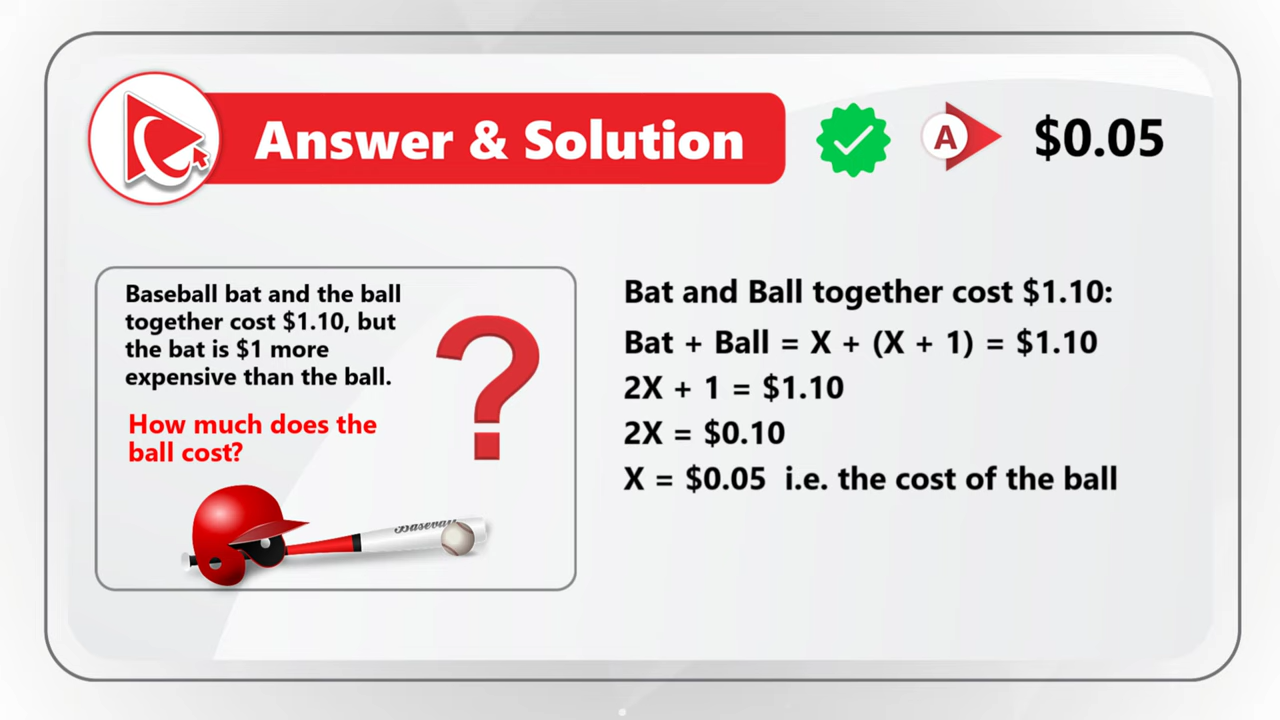 Answer & Solution
A
$0.05
Baseball bat and the ball
together cost $1.10, but
the bat is $1 more
expensive than the ball.
How much does the
ball cost?
?
Baseball
Bat and Ball together cost $1.10:
Bat + Ball = X + (X + 1) = $1.10
2X + 1 = $1.10
2X = $0.10
X = $0.05 i.e. the cost of the ball